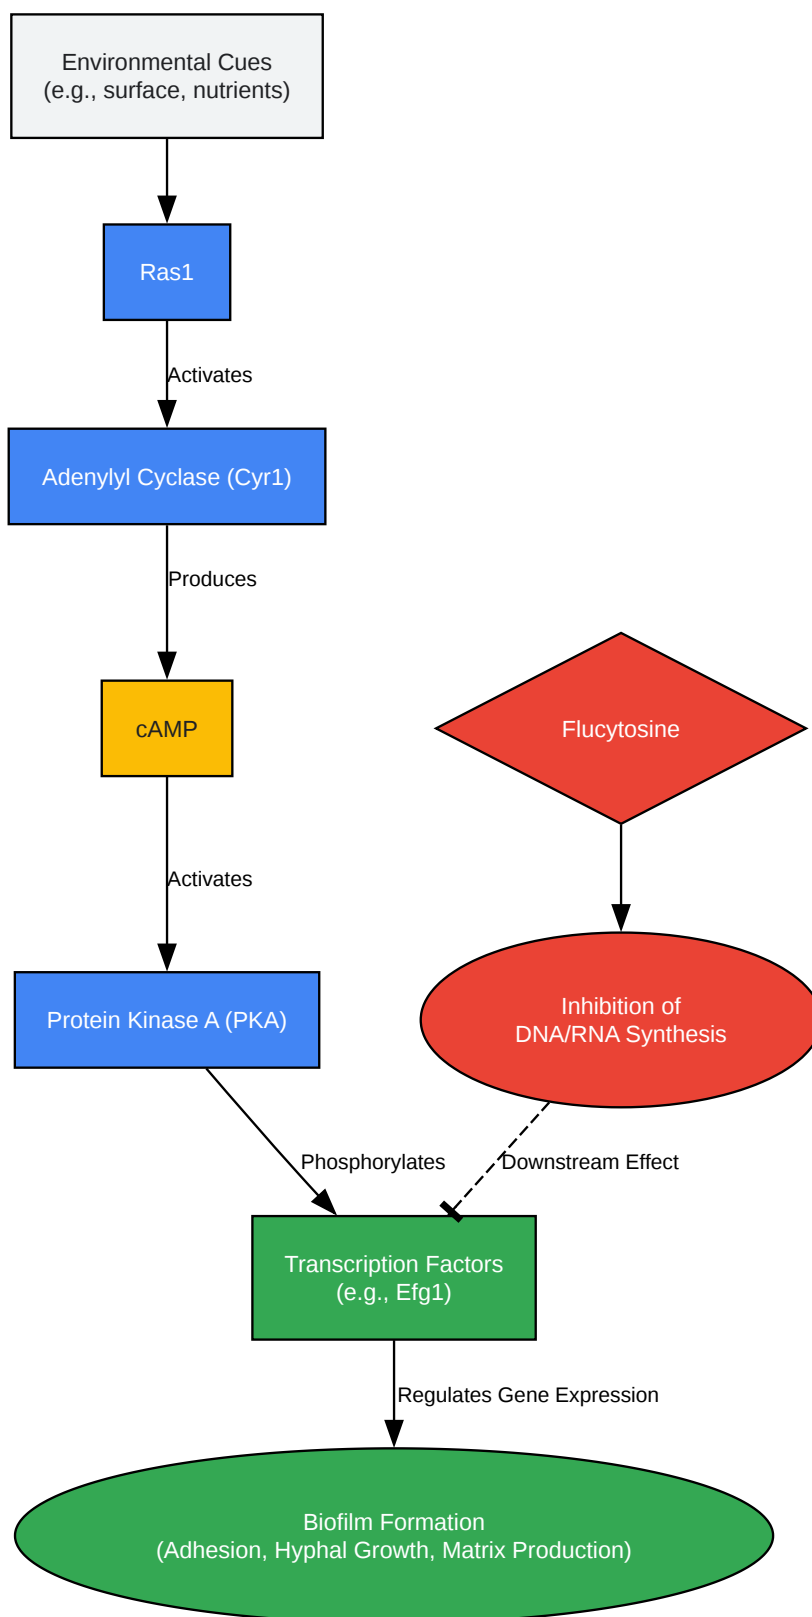 Environmental Cues
(e.g., surface, nutrients)
Ras1
Activates
Adenylyl Cyclase (Cyr1)
Produces
cAMP
Flucytosine
Activates
Protein Kinase A (PKA)
Inhibition of
DNA/RNA Synthesis
Phosphorylates
Downstream Effect
Transcription Factors
(e.g., Efg1)
Regulates Gene Expression
Biofilm Formation
(Adhesion, Hyphal Growth, Matrix Production)